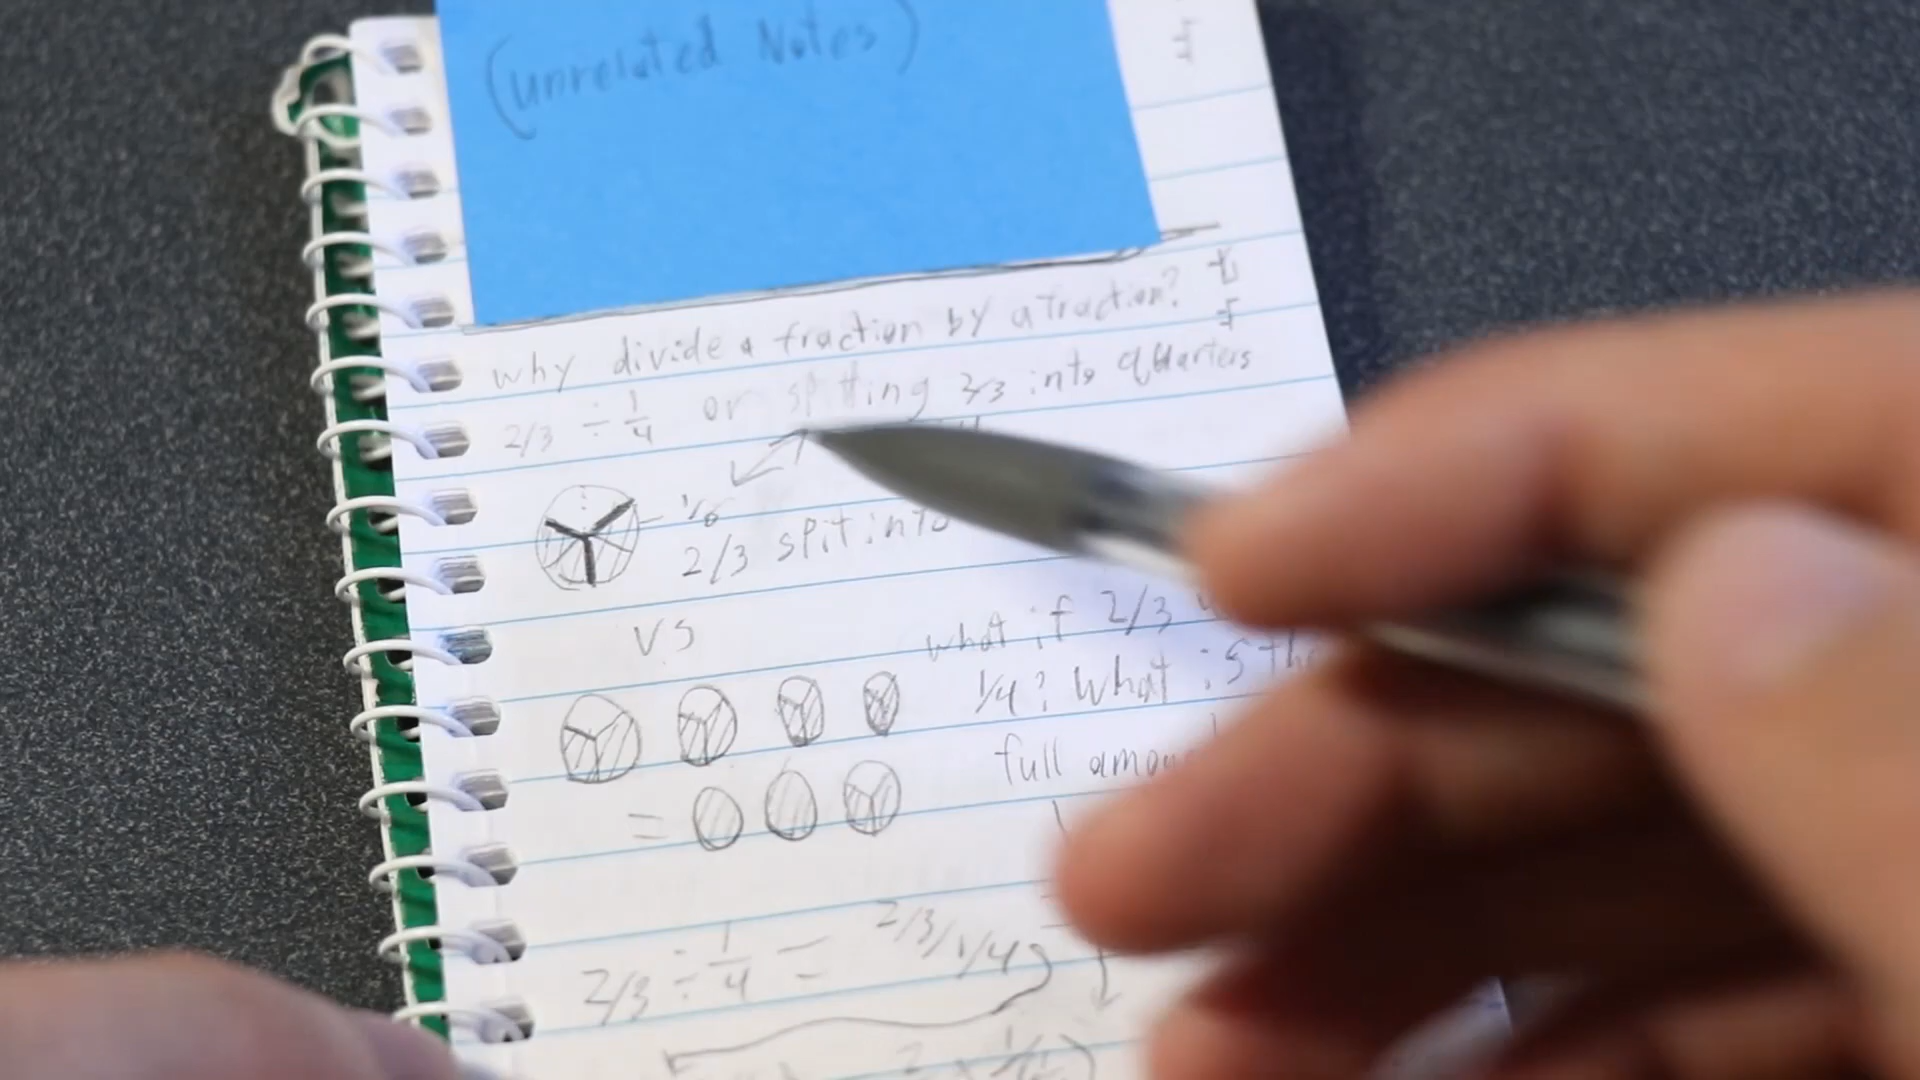 (unrelated Notes)
why divide a fraction by a fraction?
2/3 ÷ 1/4 or spliting 2/3 into quarters
1/6
2/3 spit into
VS
what if 2/3
1/4? What is the
full
=
2/3 ÷ 1/4 = 2/3/1/4